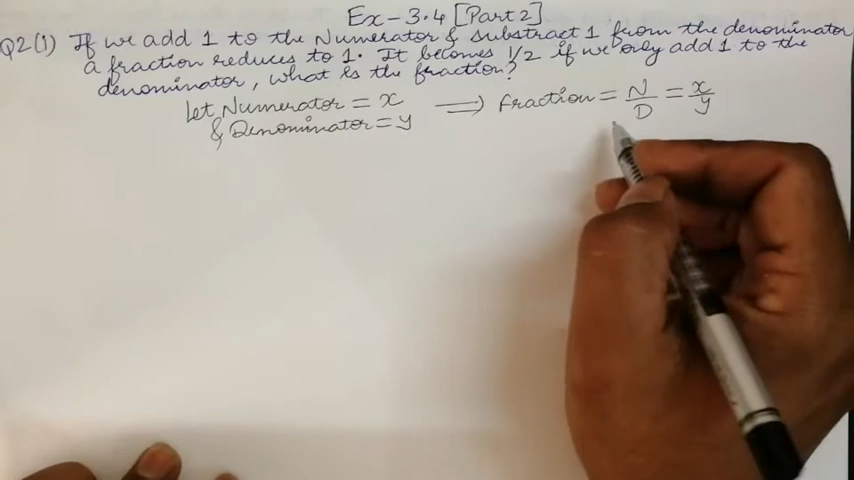 Ex-3.4 [Part 2]
Q2(1) If we add 1 to the Numerator & substract 1 from the denominator
a fraction reduces to 1. It becomes 1/2 if we only add 1 to the
denominator, what is the fraction?
Let Numerator = x ⟹ Fraction = N/D = x/y
& Denominator = y